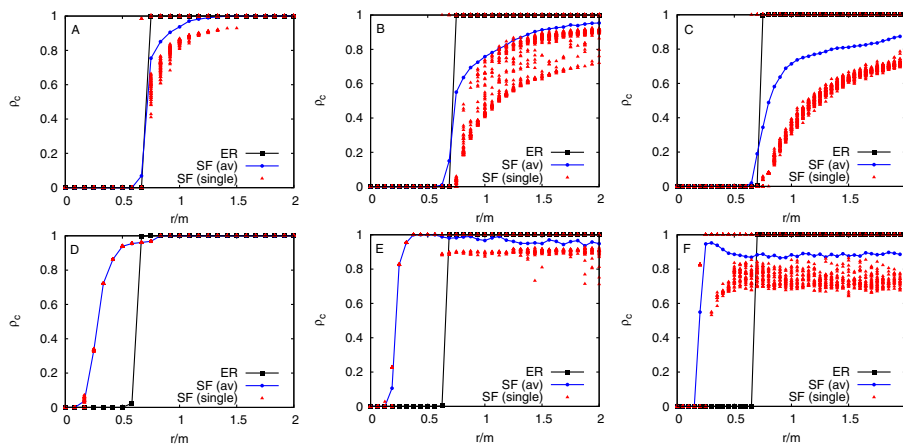 A
ρc
1
0.8
0.6
0.4
0.2
0
ER
SF (av)
SF (single)
0 0.5 1 1.5 2
r/m
B
ρc
1
0.8
0.6
0.4
0.2
0
ER
SF (av)
SF (single)
0 0.5 1 1.5 2
r/m
C
ρc
1
0.8
0.6
0.4
0.2
0
ER
SF (av)
SF (single)
0 0.5 1 1.5
r/m
D
ρc
1
0.8
0.6
0.4
0.2
0
ER
SF (av)
SF (single)
0 0.5 1 1.5 2
r/m
E
ρc
1
0.8
0.6
0.4
0.2
0
ER
SF (av)
SF (single)
0 0.5 1 1.5 2
r/m
F
ρc
1
0.8
0.6
0.4
0.2
0
ER
SF (av)
SF (single)
0 0.5 1 1.5
r/m